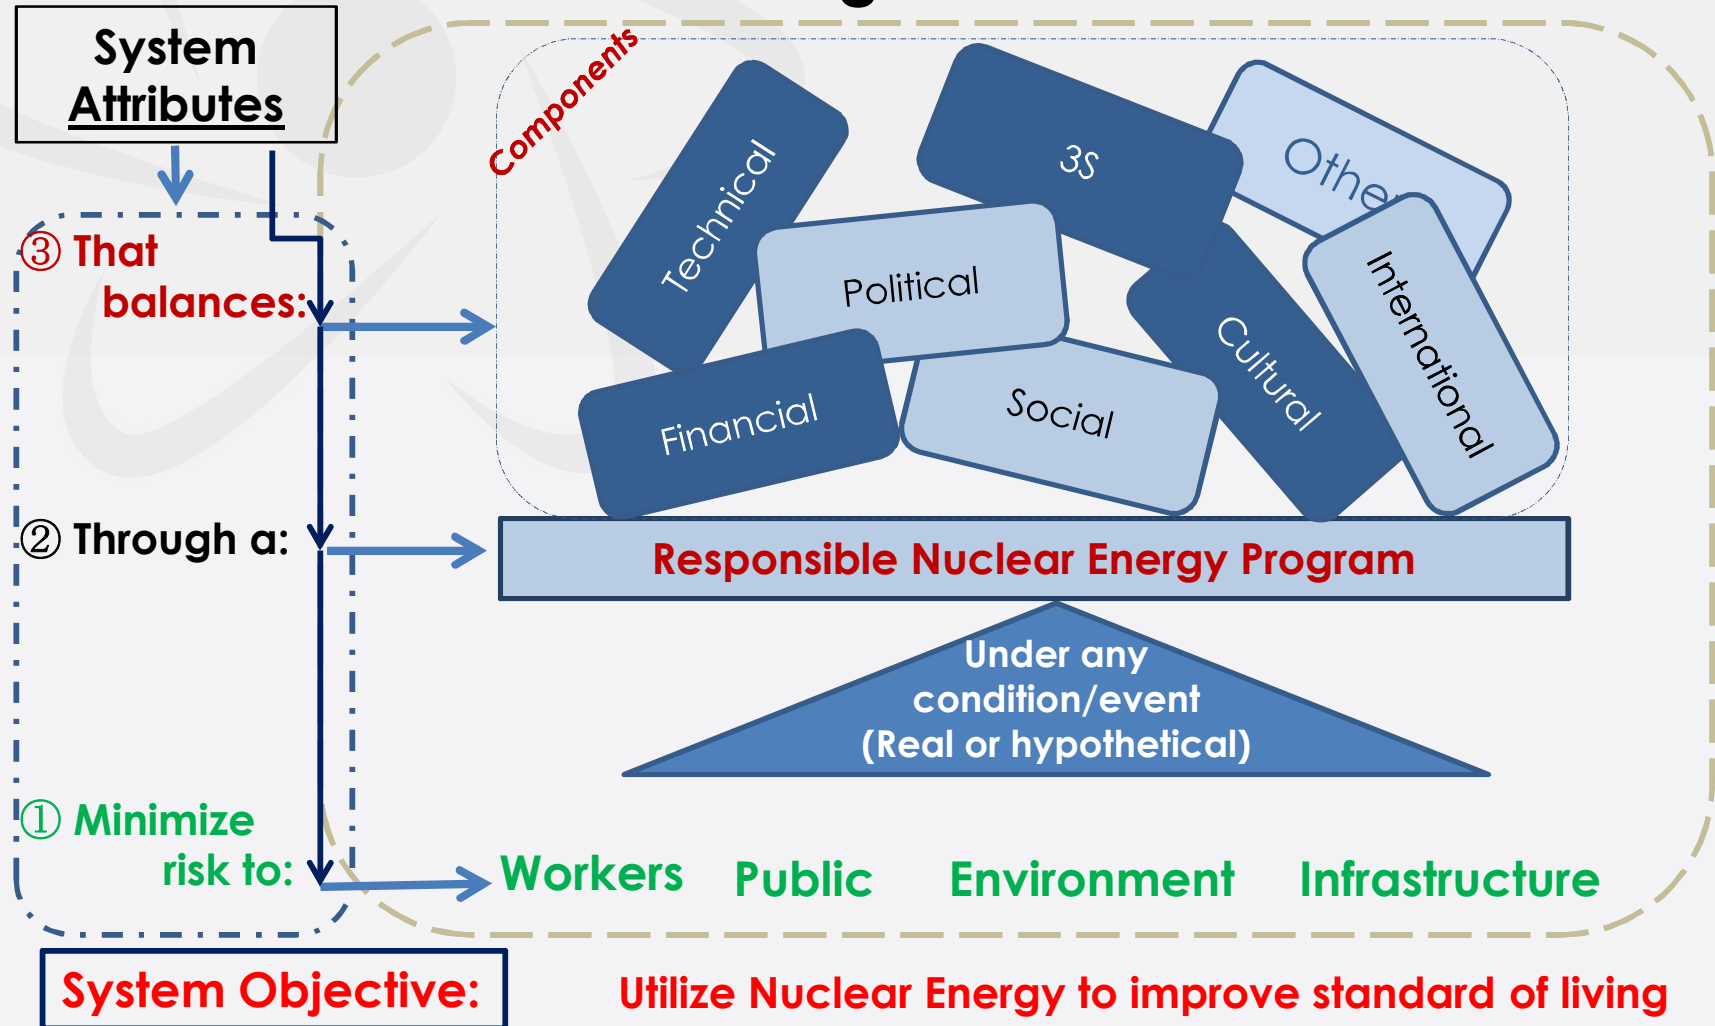 System
Attributes
Components
Technical
3S
Other
Political
International
Cultural
Financial
Social
③ That
balances:
② Through a:
Responsible Nuclear Energy Program
Under any
condition/event
(Real or hypothetical)
① Minimize
risk to:
Workers Public Environment Infrastructure
System Objective:
Utilize Nuclear Energy to improve standard of living